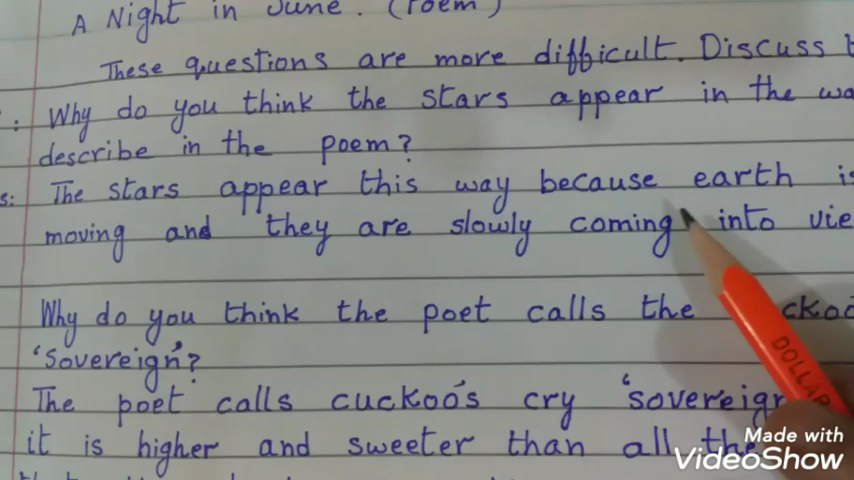 A Night in June. (Poem)
These questions are more difficult. Discuss
: Why do you think the stars appear in the
describe in the poem?
s: The stars appear this way because earth is
moving and they are slowly coming into
Why do you think the poet calls the
'Sovereign'?
The poet calls cuckoo's cry 'sovereign
it is higher and sweeter than all the
DOLLAR
Made with
VideoShow